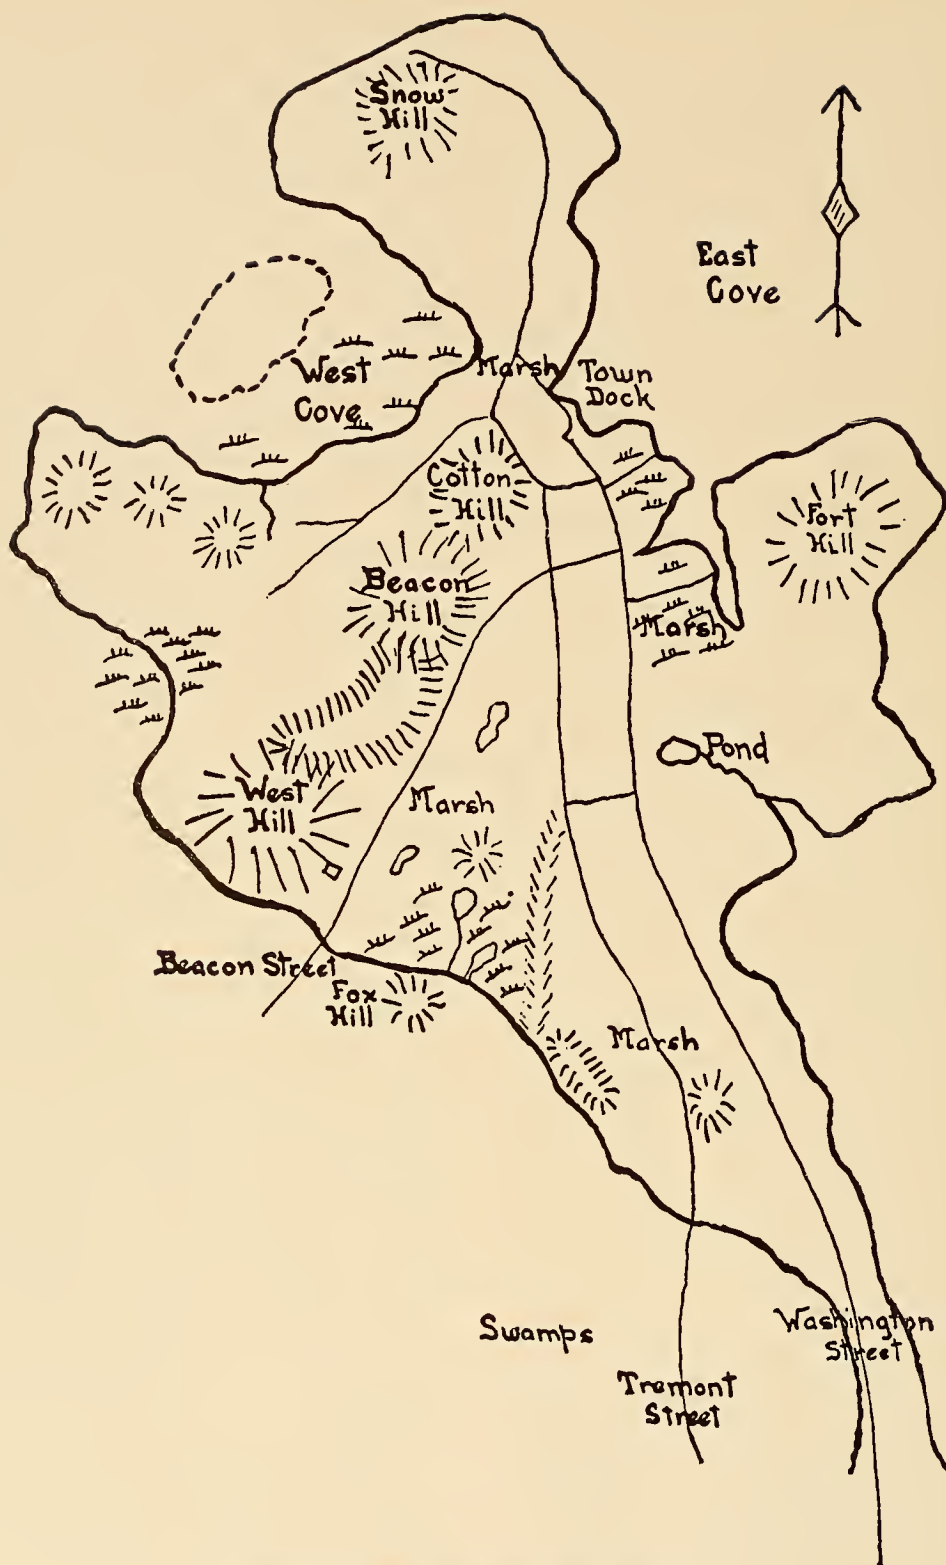 Snow
Hill
East
Cove
West
Cove
Marsh
Town
Dock
Cotton
Hill
Fort
Hill
Beacon
Hill
Marsh
Pond
West
Hill
Marsh
Beacon Street
Fox
Hill
Marsh
Swamps
Washington
Street
Tremont
Street